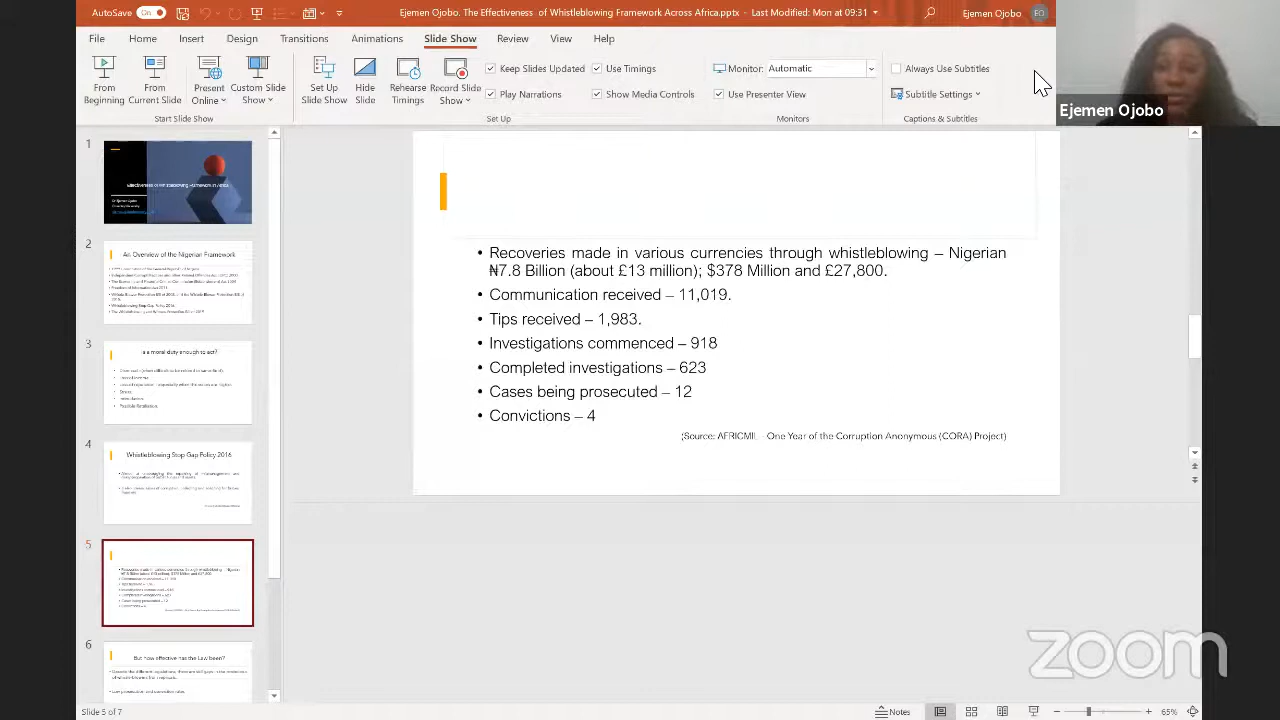 AutoSave On
Ejemen Ojobo. The Effectiveness of Whistleblowing Framework Across Africa.pptx - Last Modified: Mon at 09:31
Ejemen Ojobo EO
File Home Insert Design Transitions Animations Slide Show Review View Help
From Beginning
From Current Slide
Present Online
Custom Slide Show
Set Up Slide Show
Hide Slide
Rehearse Timings
Record Slide Show
Keep Slides Updated
Play Narrations
Use Timings
Show Media Controls
Monitor: Automatic
Use Presenter View
Always Use Subtitles
Subtitle Settings
Start Slide Show
Set Up
Monitors
Captions & Subtitles
Ejemen Ojobo
1
2
An Overview of the Nigerian Framework
3
Is a moral duty enough to act?
4
Whistleblowing Stop Gap Policy 2016
5
6
But how effective has the Law been?
• Recoveries made in various currencies through whistleblowing – Nigerian
₦7.8 Billion (about £14 million); $378 Million and £27,800.
• Communication received – 11,019.
• Tips received – 1,983
• Investigations commenced – 918
• Completed investigations – 623
• Cases being prosecuted – 12
• Convictions – 4
(Source: AFRICMIL - One Year of the Corruption Anonymous (CORA) Project)
zoom
Slide 5 of 7
Notes
65%